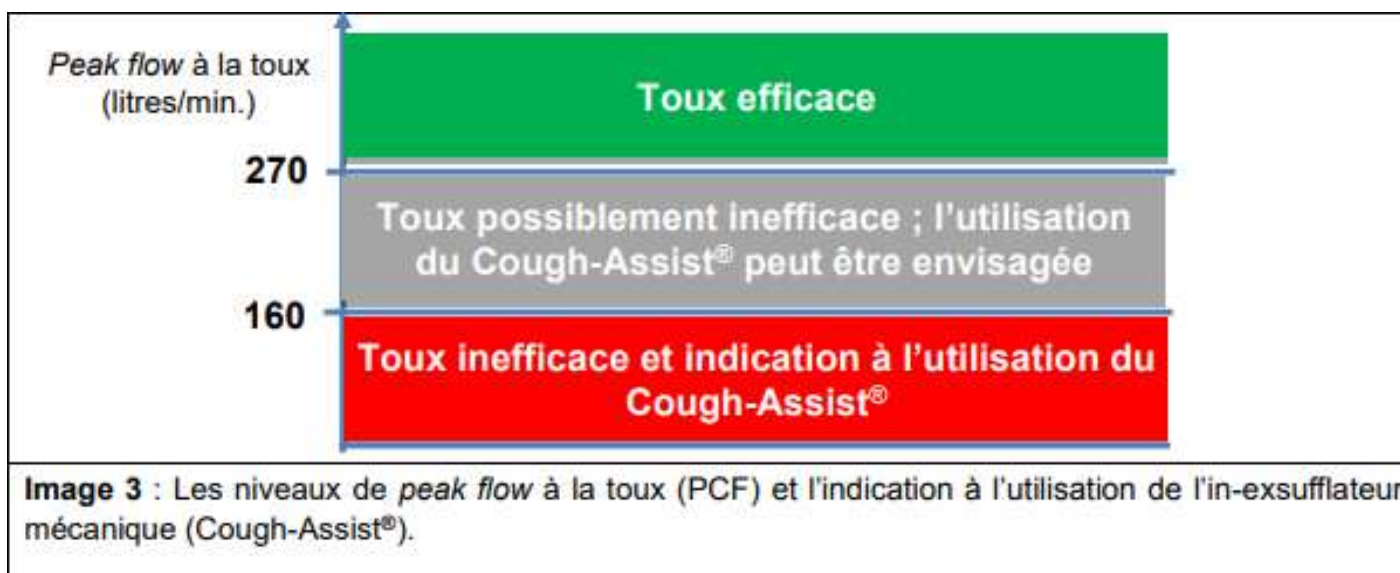 Peak flow à la toux
(litres/min.)
Toux efficace
270
Toux possiblement inefficace ; l’utilisation
du Cough-Assist® peut être envisagée
160
Toux inefficace et indication à l’utilisation du
Cough-Assist®
Image 3 : Les niveaux de peak flow à la toux (PCF) et l’indication à l’utilisation de l’in-exsufflateur
mécanique (Cough-Assist®).